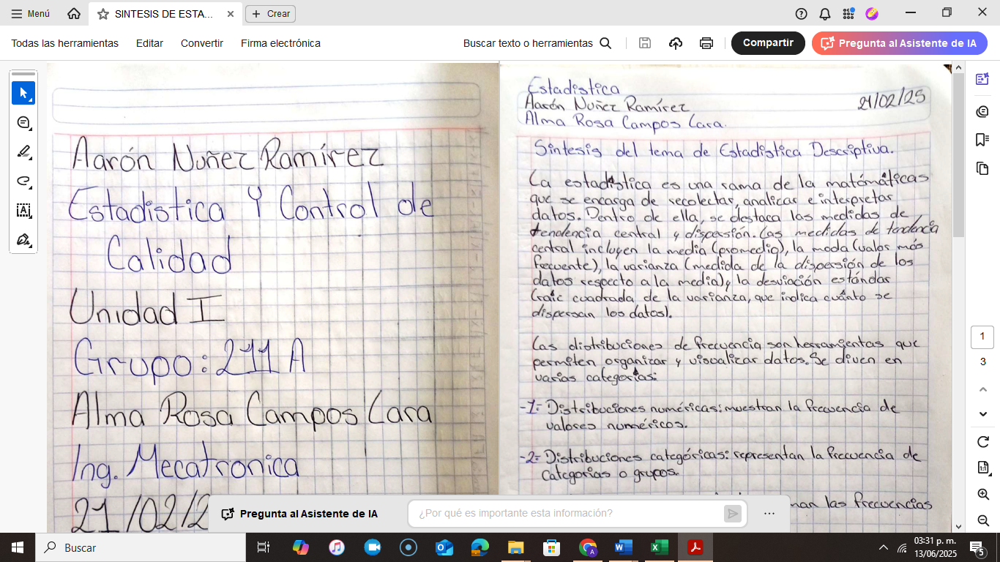 Menú
SINTESIS DE ESTA...
Crear
Todas las herramientas
Editar
Convertir
Firma electrónica
Buscar texto o herramientas
Compartir
Pregunta al Asistente de IA
Aarón Nuñez Ramírez
Estadistica Y Control de
Calidad
Unidad I
Grupo: 211 A
Alma Rosa Campos Lara
Ing. Mecatronica
21/02/2
Estadistica
Aarón Nuñez Ramírez
21/02/25
Alma Rosa Campos Lara.
Sintesis del tema de Estadistica Descriptiva.
La estadistica es una rama de la matématicas
que se encarga de recolectar, analicar e interpretar
datos. Dentro de ella, se destaca las medidas de
tendencia central y dispersión. Las medidas de tendencia
central incluyen la media (promedio), la moda (valor más
frecuente), la varianza (medida de la dispersión de los
datos respecto a la media) y la desviación estándar
(raíc cuadrada de la varianza, que indica cuánto se
dispersan los datos).
Las distribuciones de frecuencia son herramientas que
permiten organizar y visualizar datos. Se diven en
varias categorias:
-1- Distribuciones numéricas: muestran la frecuencia de
valores numéricos.
-2- Distribuciones categóricas: representan la frecuencia de
categorias o grupos.
man las frecuencias
Pregunta al Asistente de IA
¿Por qué es importante esta información?
1
3
1:1
Buscar
03:31 p. m.
13/06/2025
5